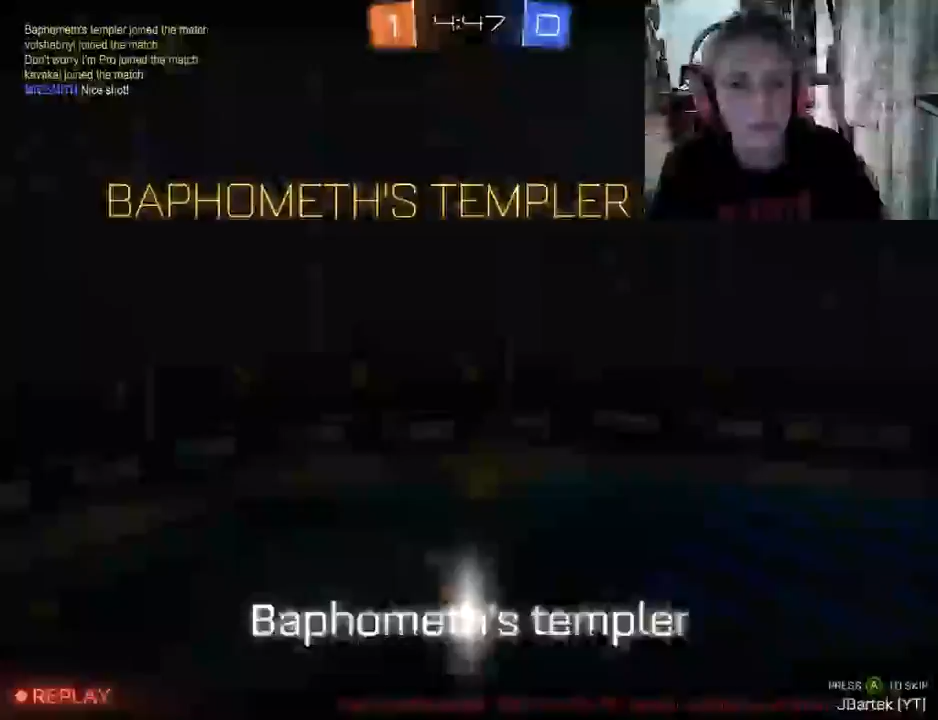 Baphometh's templer joined the match
volshebnyi joined the match
Don't worry I'm Pro joined the match
kavakai joined the match
Nice shot!
1 4:47 0
BAPHOMETH'S TEMPLER
Baphometh's templer
REPLAY
PRESS A TO SKIP
JBartek [YT]